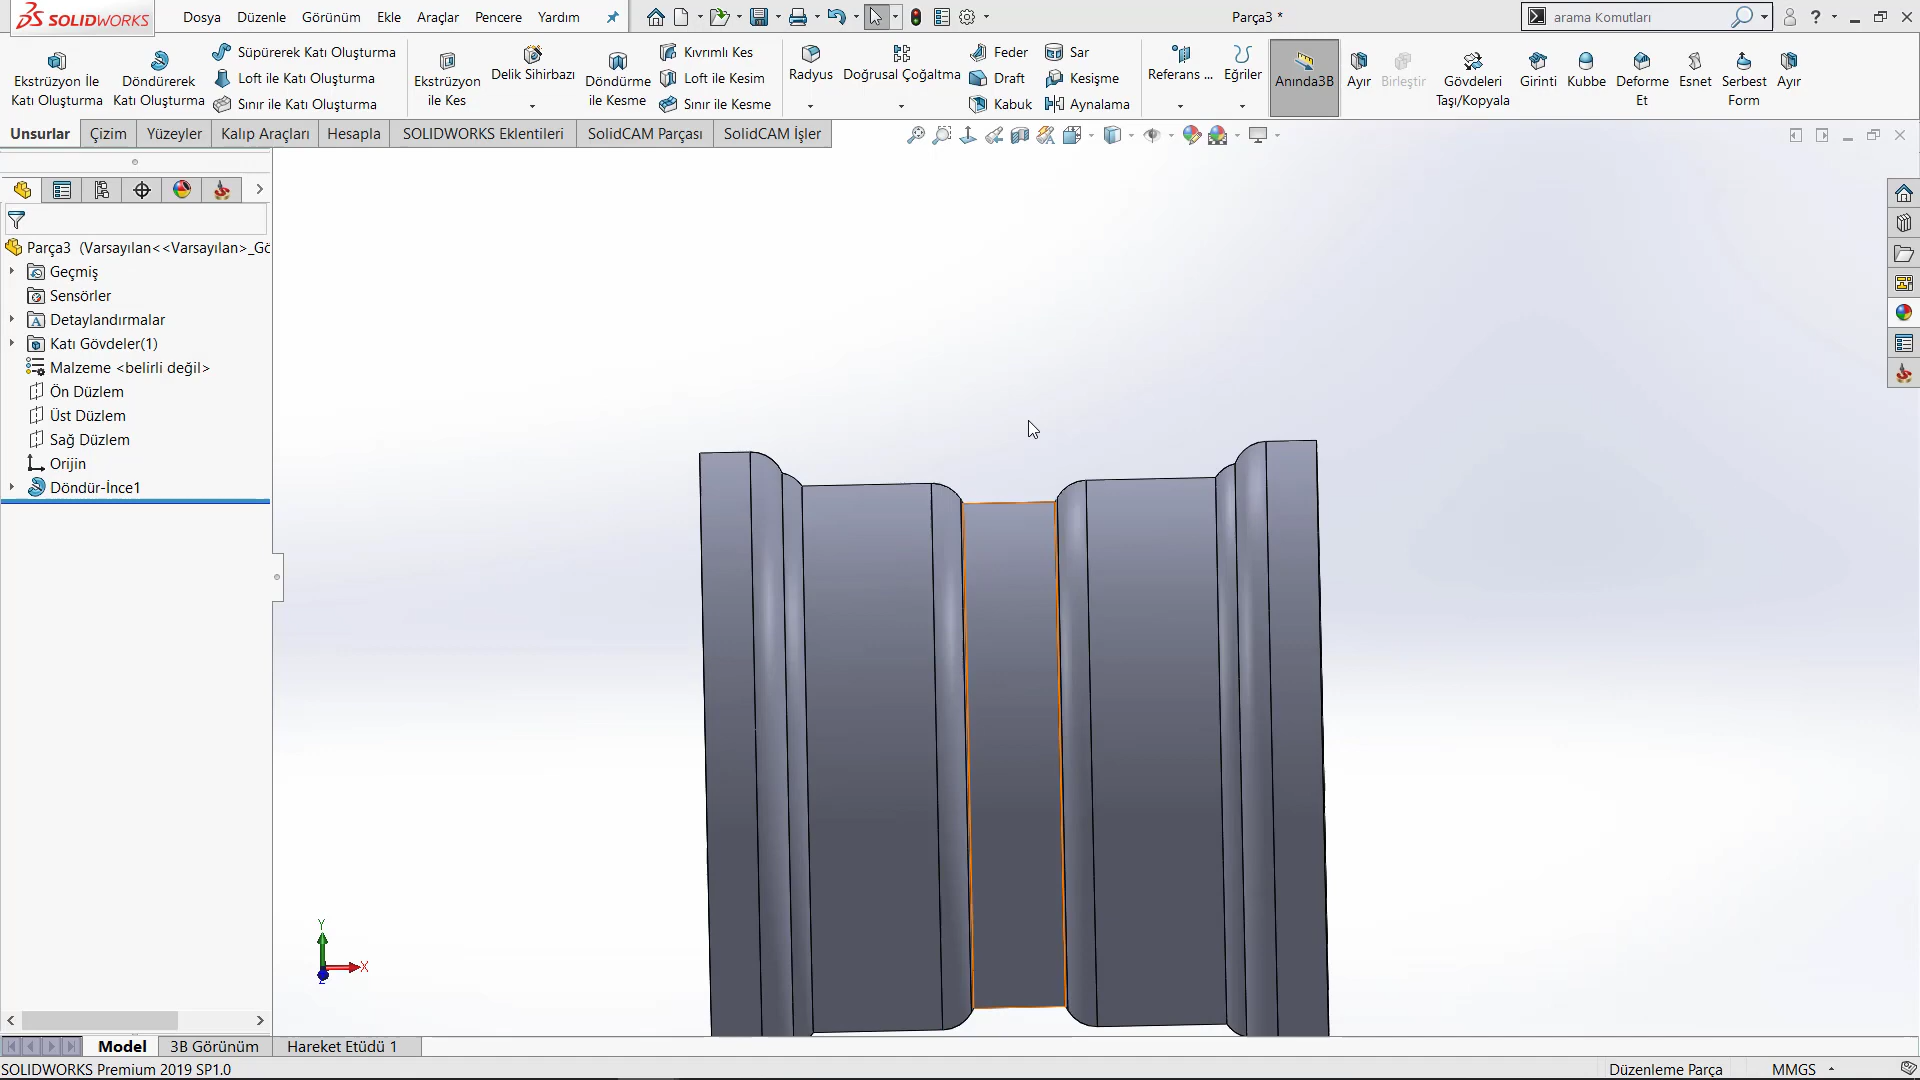 SOLIDWORKS
Dosya Düzenle Görünüm Ekle Araçlar Pencere Yardım
Parça3 *
arama Komutları
Ekstrüzyon İle
Katı Oluşturma
Döndürerek
Katı Oluşturma
Süpürerek Katı Oluşturma
Loft ile Katı Oluşturma
Sınır ile Katı Oluşturma
Ekstrüzyon
ile Kes
Delik Sihirbazı
Döndürme
ile Kesme
Kıvrımlı Kes
Loft ile Kesim
Sınır ile Kesme
Radyus
Doğrusal Çoğaltma
Feder
Draft
Kabuk
Sar
Kesişme
Aynalama
Referans ...
Eğriler
Anında3B
Ayır
Birleştir
Gövdeleri
Taşı/Kopyala
Girinti
Kubbe
Deforme
Et
Esnet
Serbest
Form
Ayır
Unsurlar Çizim Yüzeyler Kalıp Araçları Hesapla SOLIDWORKS Eklentileri SolidCAM Parçası SolidCAM İşler
Parça3 (Varsayılan<<Varsayılan>_Gö
Geçmiş
Sensörler
Detaylandırmalar
Katı Gövdeler(1)
Malzeme <belirli değil>
Ön Düzlem
Üst Düzlem
Sağ Düzlem
Orijin
Döndür-İnce1
Y
X
Z
Model 3B Görünüm Hareket Etüdü 1
SOLIDWORKS Premium 2019 SP1.0
Düzenleme Parça
MMGS